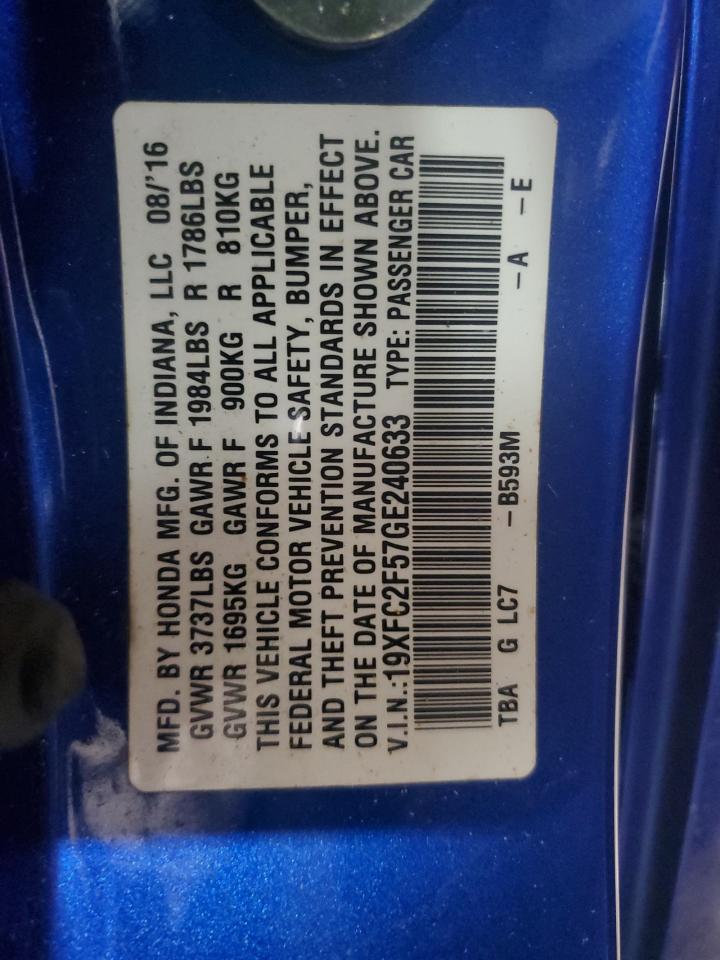 MFD. BY HONDA MFG. OF INDIANA, LLC 08/'16
GVWR 3737LBS GAWR F 1984LBS R 1786LBS
GVWR 1695KG GAWR F 900KG R 810KG
THIS VEHICLE CONFORMS TO ALL APPLICABLE
FEDERAL MOTOR VEHICLE SAFETY, BUMPER,
AND THEFT PREVENTION STANDARDS IN EFFECT
ON THE DATE OF MANUFACTURE SHOWN ABOVE.
V.I.N.:19XFC2F57GE240633 TYPE: PASSENGER CAR
TBA G LC7 -B593M -A -E